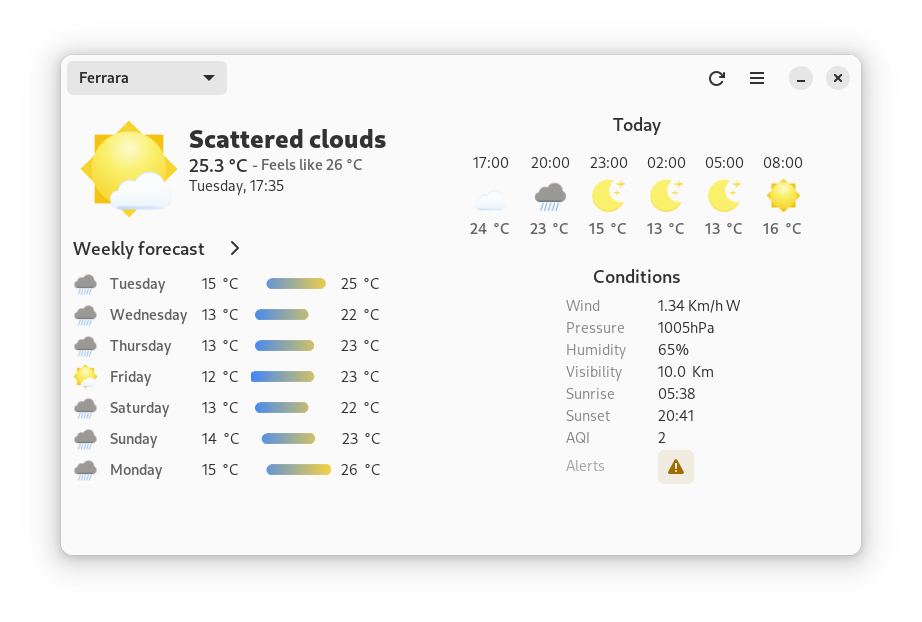 Ferrara
Scattered clouds
25.3 °C - Feels like 26 °C
Tuesday, 17:35
Weekly forecast
Tuesday 15 °C 25 °C
Wednesday 13 °C 22 °C
Thursday 13 °C 23 °C
Friday 12 °C 23 °C
Saturday 13 °C 22 °C
Sunday 14 °C 23 °C
Monday 15 °C 26 °C
Today
17:00 20:00 23:00 02:00 05:00 08:00
24 °C 23 °C 15 °C 13 °C 13 °C 16 °C
Conditions
Wind 1.34 Km/h W
Pressure 1005hPa
Humidity 65%
Visibility 10.0 Km
Sunrise 05:38
Sunset 20:41
AQI 2
Alerts